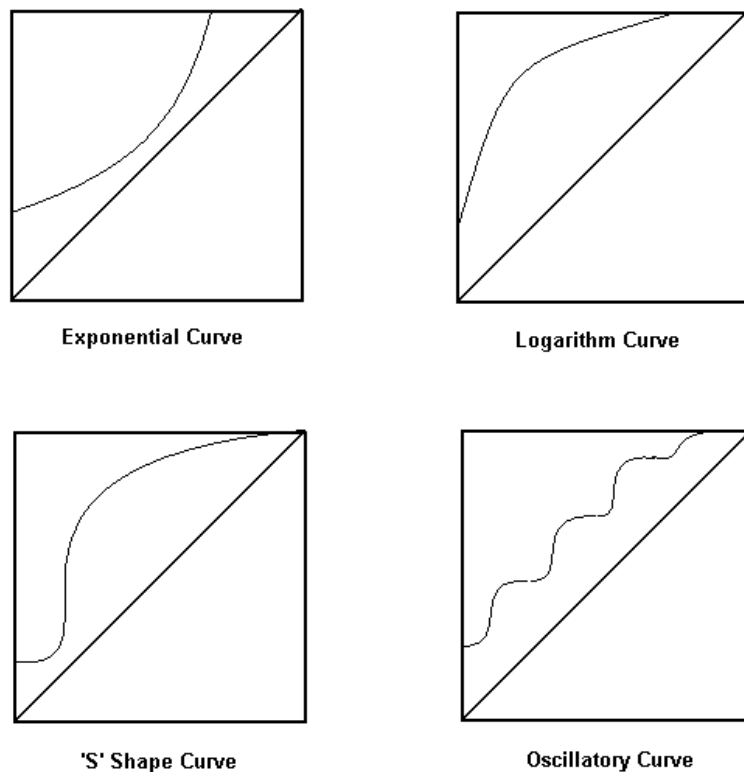 Exponential Curve
Logarithm Curve
'S' Shape Curve
Oscillatory Curve